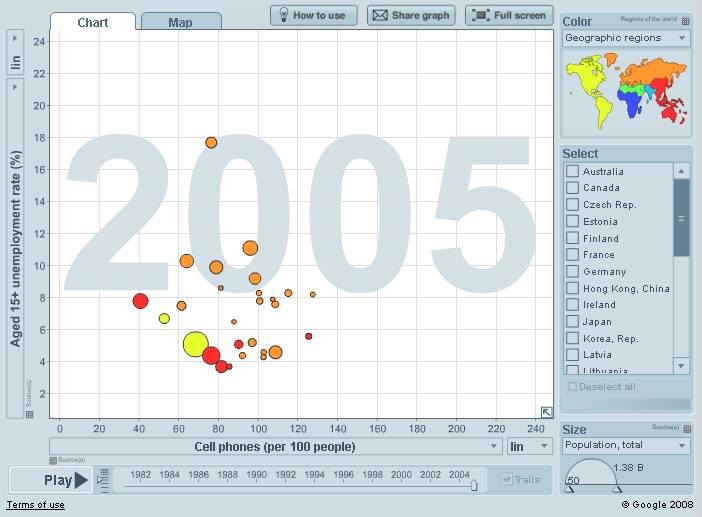 Chart
Map
How to use
Share graph
Full screen
lin
Aged 15+ unemployment rate (%)
Source(s)
24
22
20
18
16
14
12
10
8
6
4
2
2005
0 20 40 60 80 100 120 140 160 180 200 220 240
Cell phones (per 100 people)
lin
Source(s)
Play
1982 1984 1986 1988 1990 1992 1994 1996 1998 2000 2002 2004
Trails
Terms of use
Color
Regions of the world
Geographic regions
Select
Australia
Canada
Czech Rep.
Estonia
Finland
France
Germany
Hong Kong, China
Ireland
Japan
Korea, Rep.
Latvia
Lithuania
Deselect all
Size
Source(s)
Population, total
1.38 B
50
© Google 2008